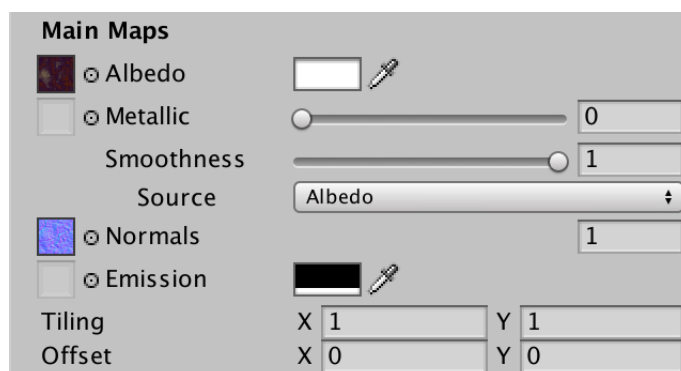 Main Maps
Albedo
Metallic 0
Smoothness 1
Source Albedo
Normals 1
Emission
Tiling X 1 Y 1
Offset X 0 Y 0